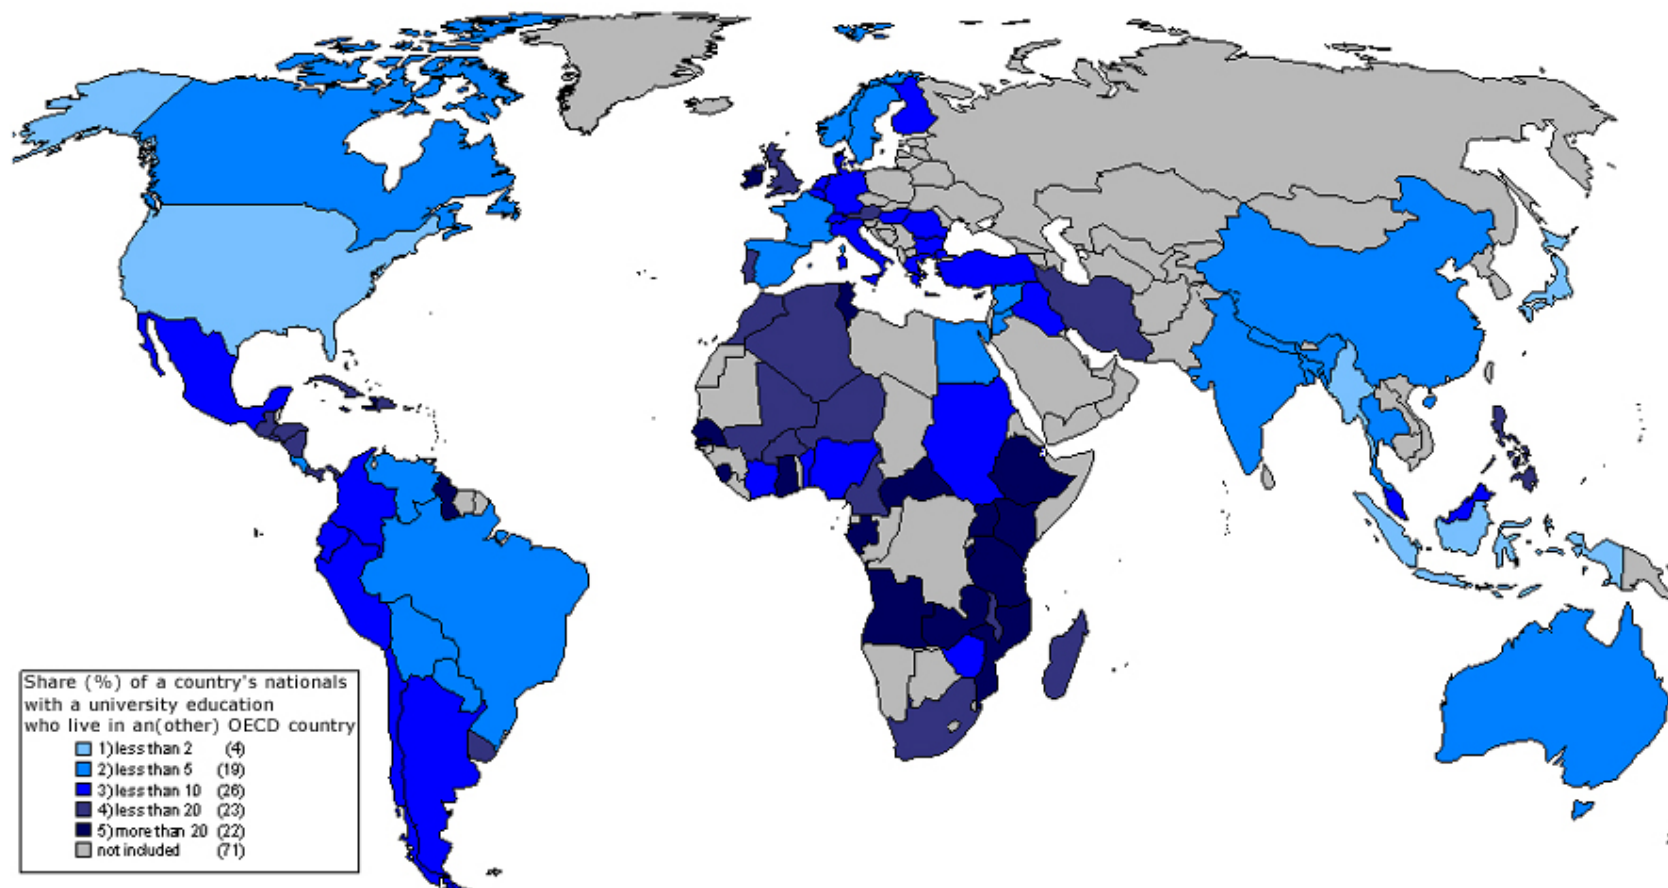 Share (%) of a country's nationals
with a university education
who live in an(other) OECD country
1) less than 2 (4)
2) less than 5 (19)
3) less than 10 (26)
4) less than 20 (23)
5) more than 20 (22)
not included (71)